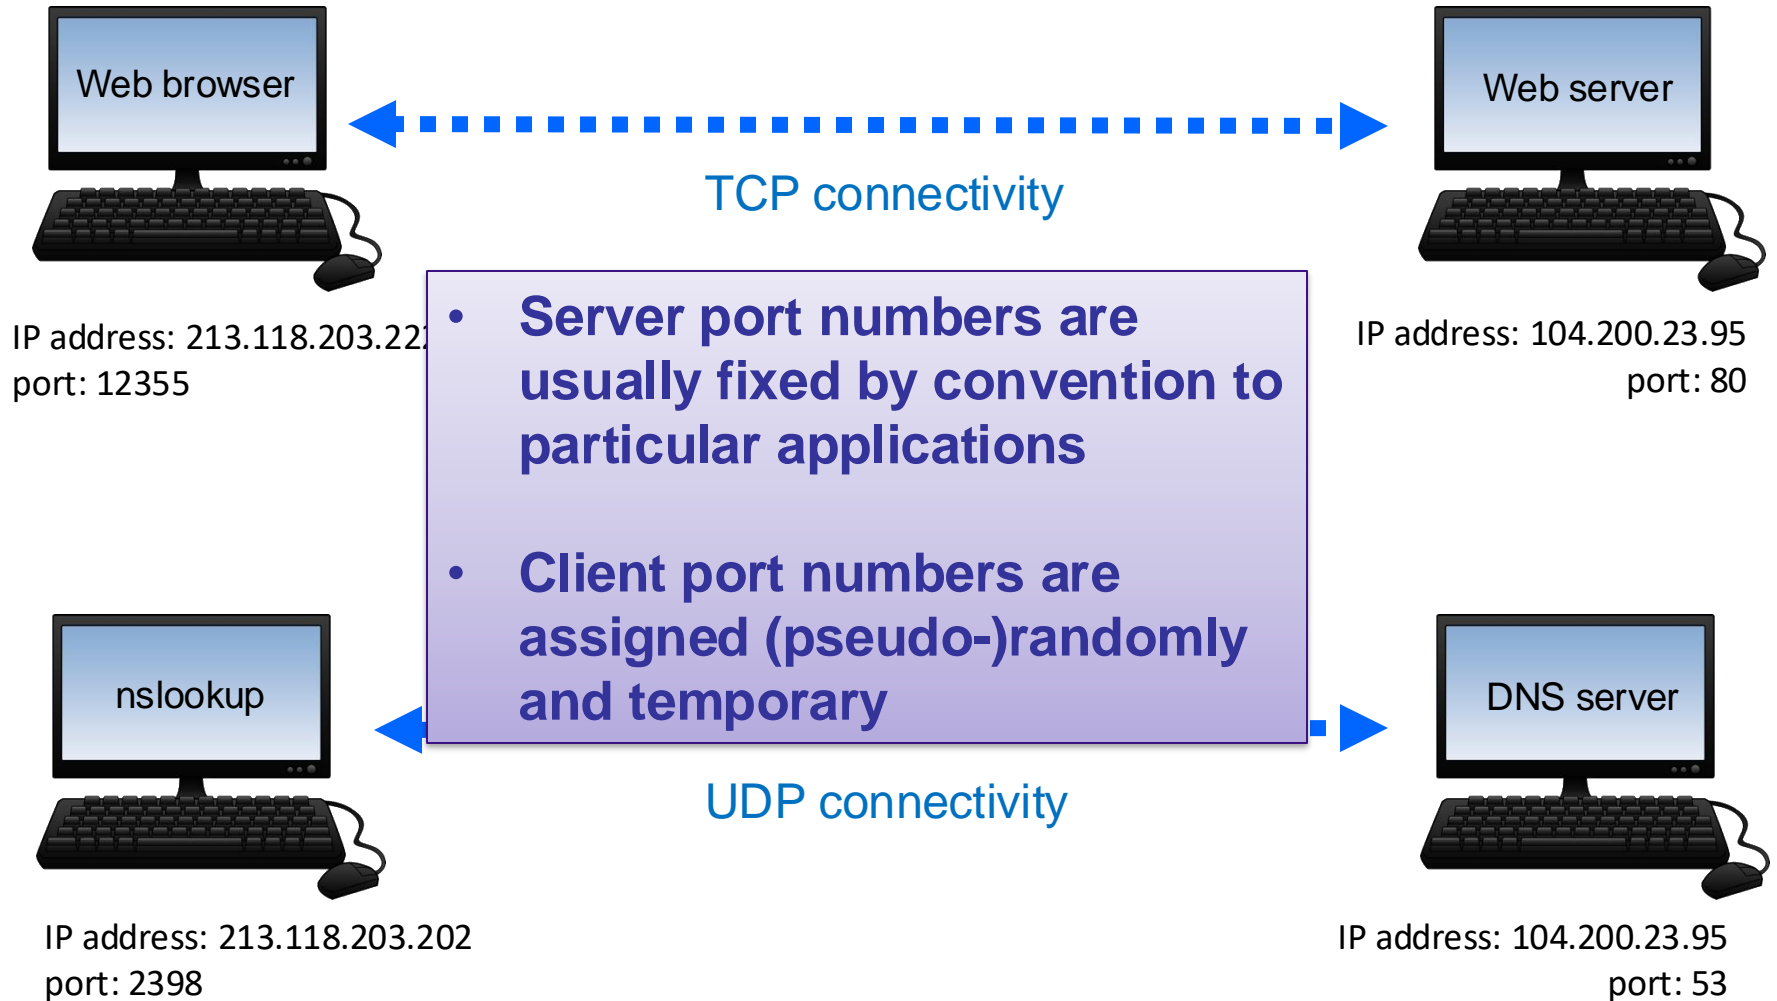 Web browser
Web server
TCP connectivity
IP address: 213.118.203.222
port: 12355
IP address: 104.200.23.95
port: 80
• Server port numbers are
usually fixed by convention to
particular applications
• Client port numbers are
assigned (pseudo-)randomly
and temporary
nslookup
DNS server
UDP connectivity
IP address: 213.118.203.202
port: 2398
IP address: 104.200.23.95
port: 53